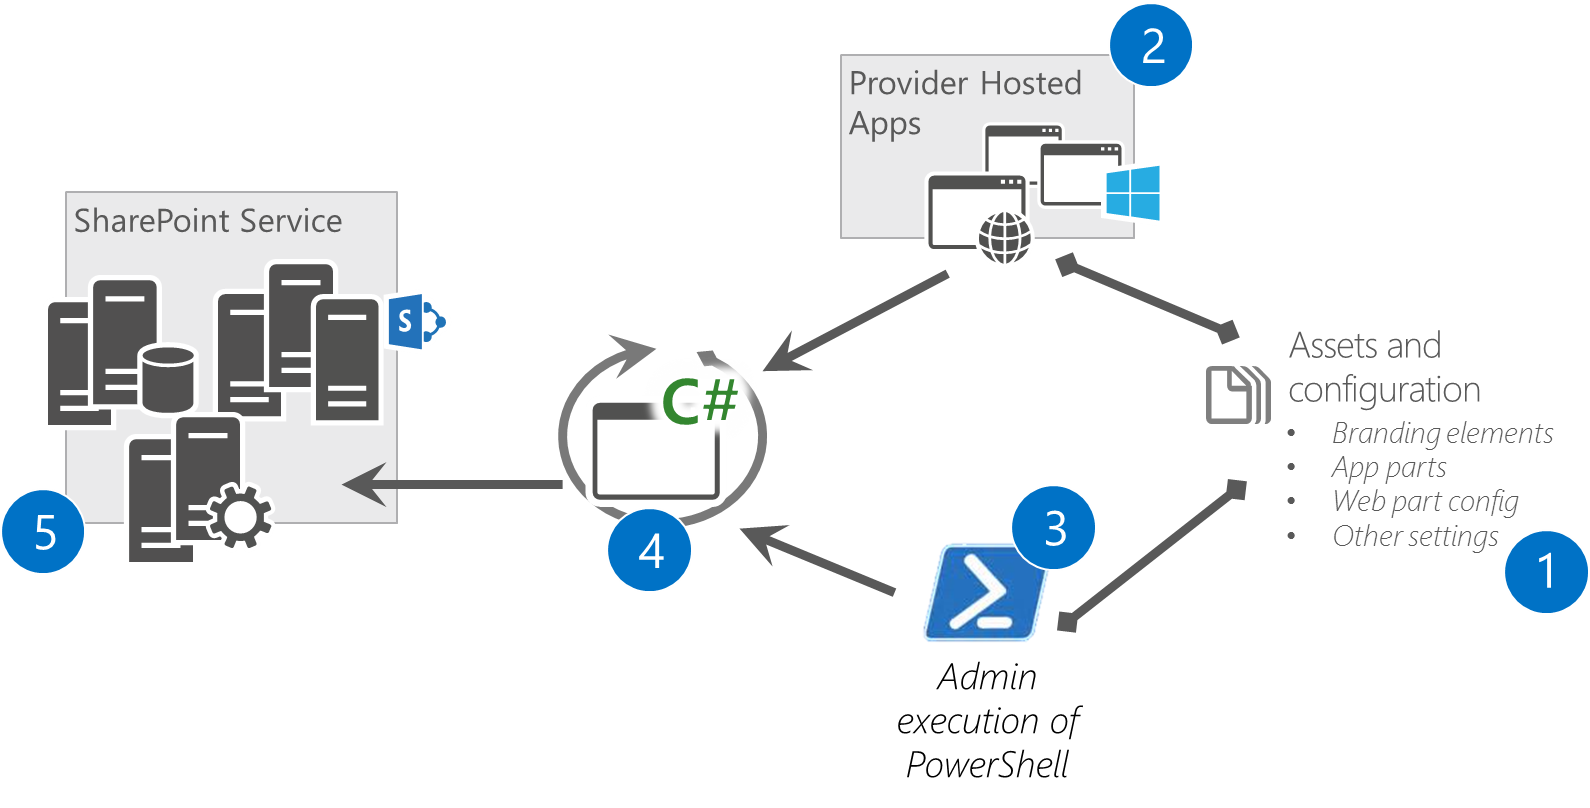 2
Provider Hosted
Apps
SharePoint Service
S
C#
Assets and
configuration
• Branding elements
• App parts
• Web part config
• Other settings
1
3
4
5
Admin
execution of
PowerShell